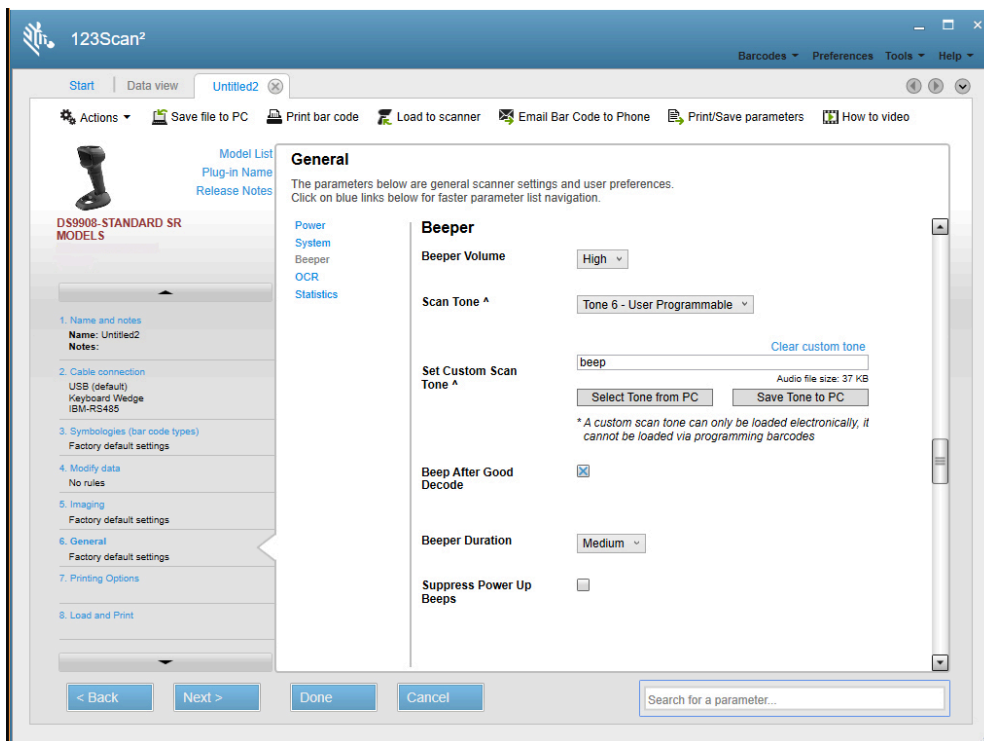 123Scan²
Barcodes Preferences Tools Help
Start Data view Untitled2
Actions Save file to PC Print bar code Load to scanner Email Bar Code to Phone Print/Save parameters How to video
Model List
Plug-in Name
Release Notes
DS9908-STANDARD SR
MODELS
1. Name and notes
Name: Untitled2
Notes:
2. Cable connection
USB (default)
Keyboard Wedge
IBM-RS485
3. Symbologies (bar code types)
Factory default settings
4. Modify data
No rules
5. Imaging
Factory default settings
6. General
Factory default settings
7. Printing Options
8. Load and Print
General
The parameters below are general scanner settings and user preferences.
Click on blue links below for faster parameter list navigation.
Power
System
Beeper
OCR
Statistics
Beeper
Beeper Volume High
Scan Tone ^ Tone 6 - User Programmable
Clear custom tone
Set Custom Scan
Tone ^
beep
Audio file size: 37 KB
Select Tone from PC Save Tone to PC
* A custom scan tone can only be loaded electronically, it
cannot be loaded via programming barcodes
Beep After Good
Decode
Beeper Duration Medium
Suppress Power Up
Beeps
< Back Next > Done Cancel Search for a parameter...